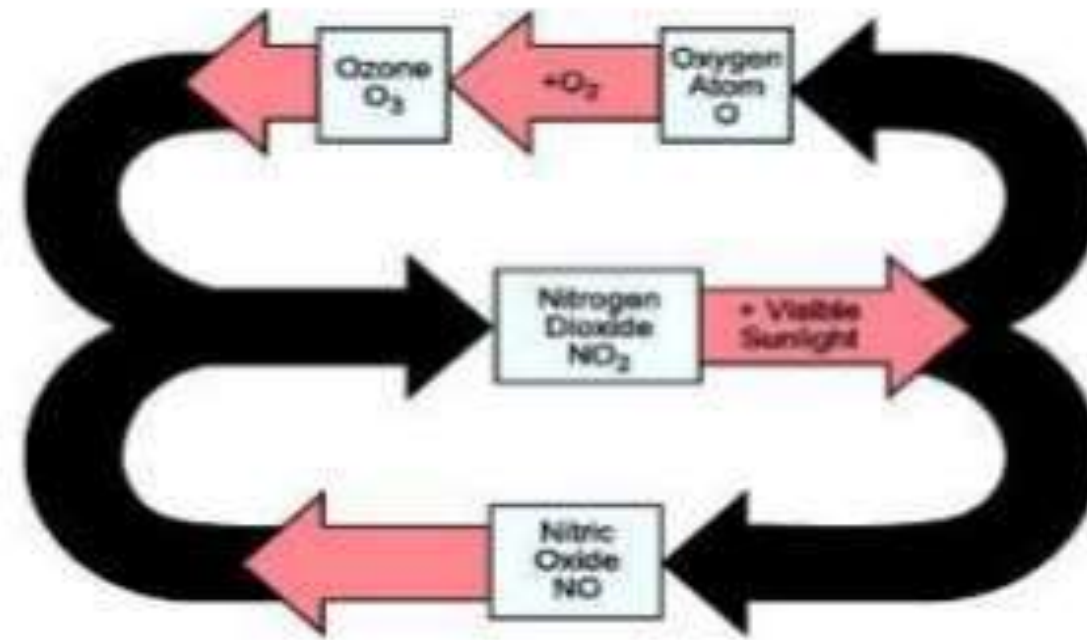 Ozone
O₃
+O₂
Oxygen
Atom
O
Nitrogen
Dioxide
NO₂
+ Visible
Sunlight
Nitric
Oxide
NO